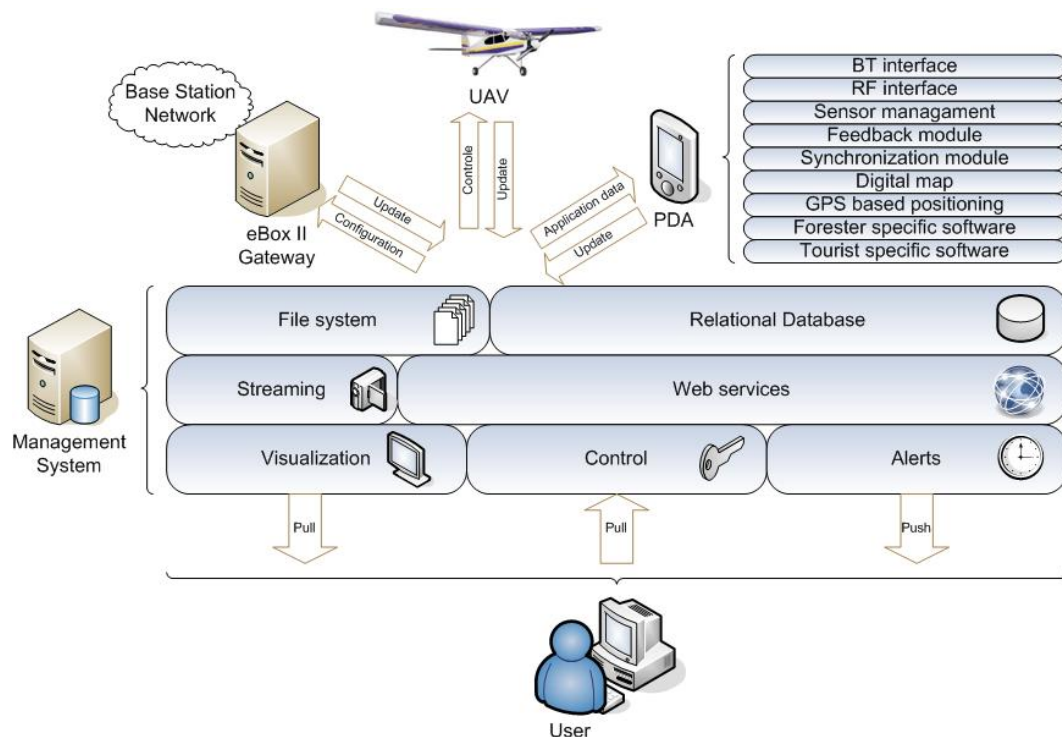 UAV
Base Station
Network
eBox II
Gateway
Update
Configuration
Controle
Update
Application data
Update
PDA
BT interface
RF interface
Sensor managament
Feedback module
Synchronization module
Digital map
GPS based positioning
Forester specific software
Tourist specific software
Management
System
File system
Relational Database
Streaming
Web services
Visualization
Control
Alerts
Pull
Pull
Push
User